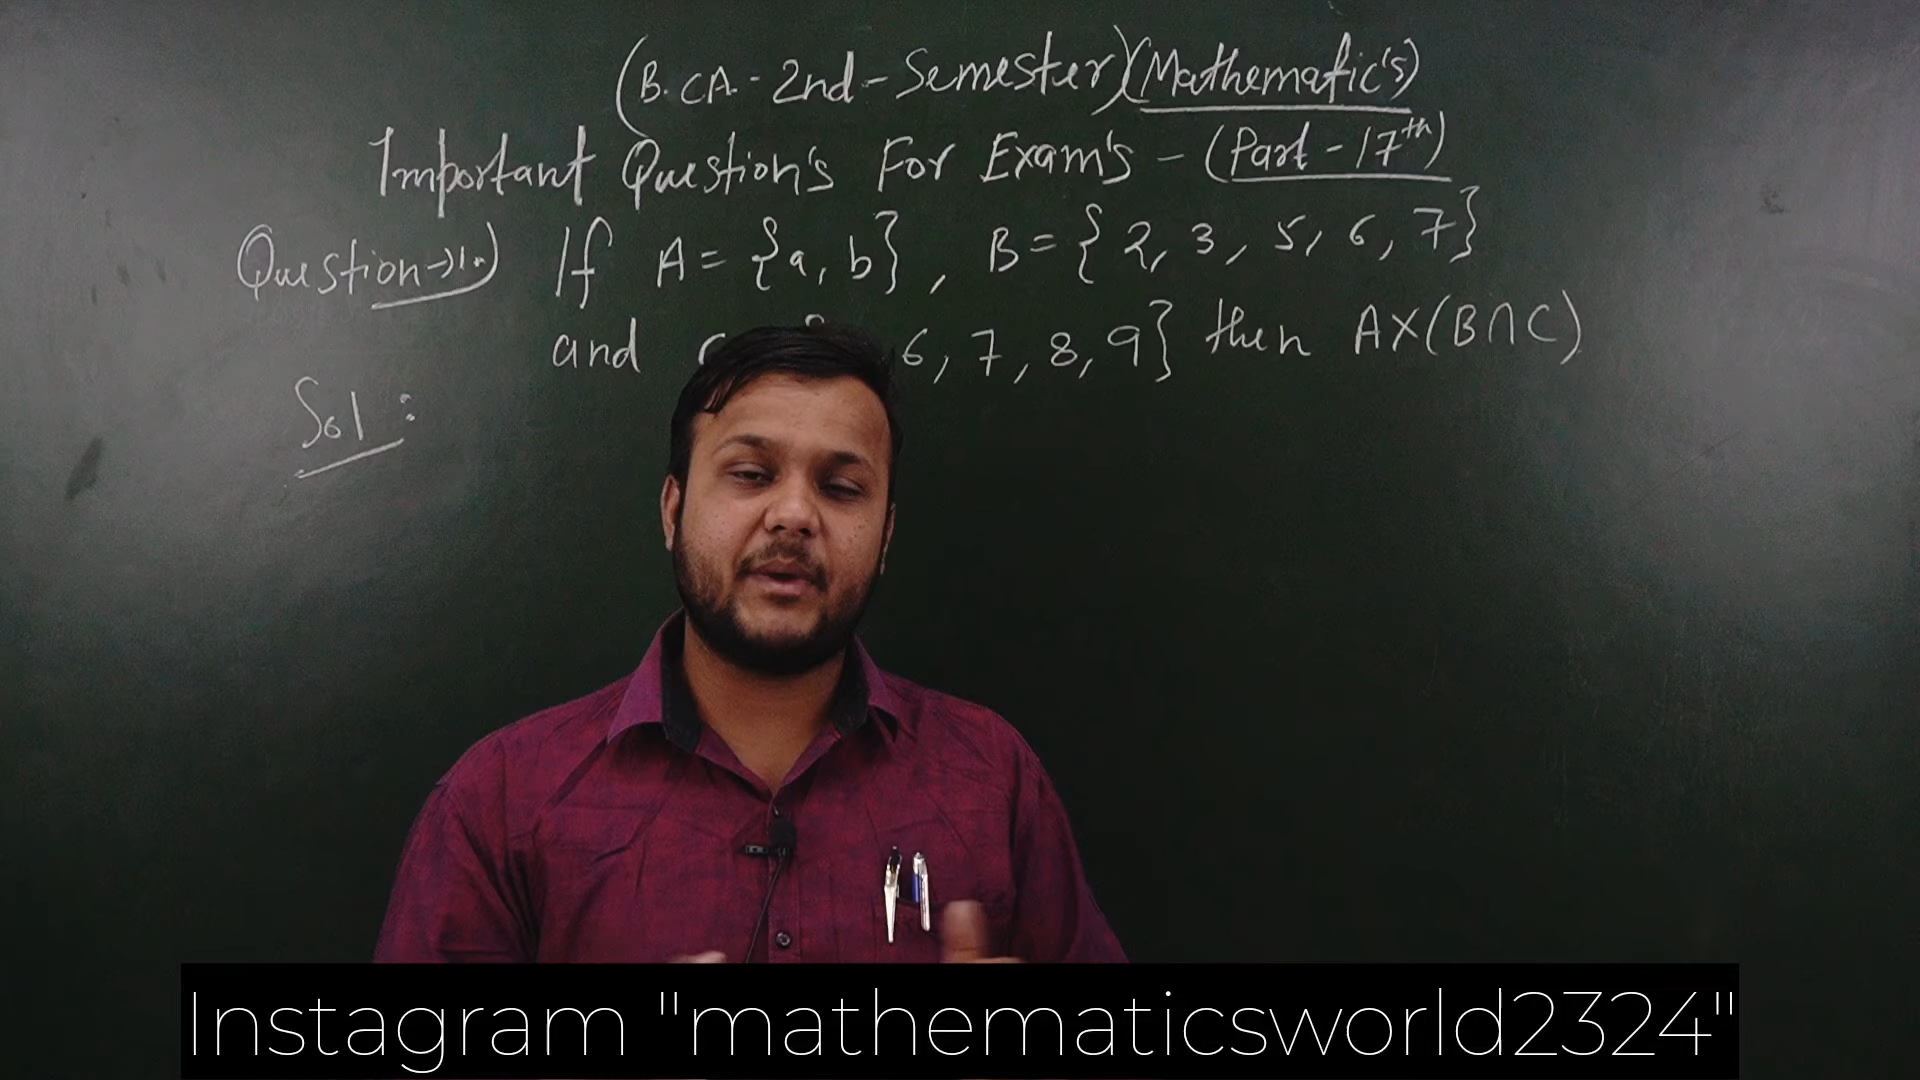 (B.CA.-2nd-Semester)(Mathematic's)
Important Question's For Exam's - (Part-17th)
Question→1.) If A={a, b}, B={2, 3, 5, 6, 7}
and 6, 7, 8, 9} then AX(B∩C)
Sol:
Instagram "mathematicsworld2324"